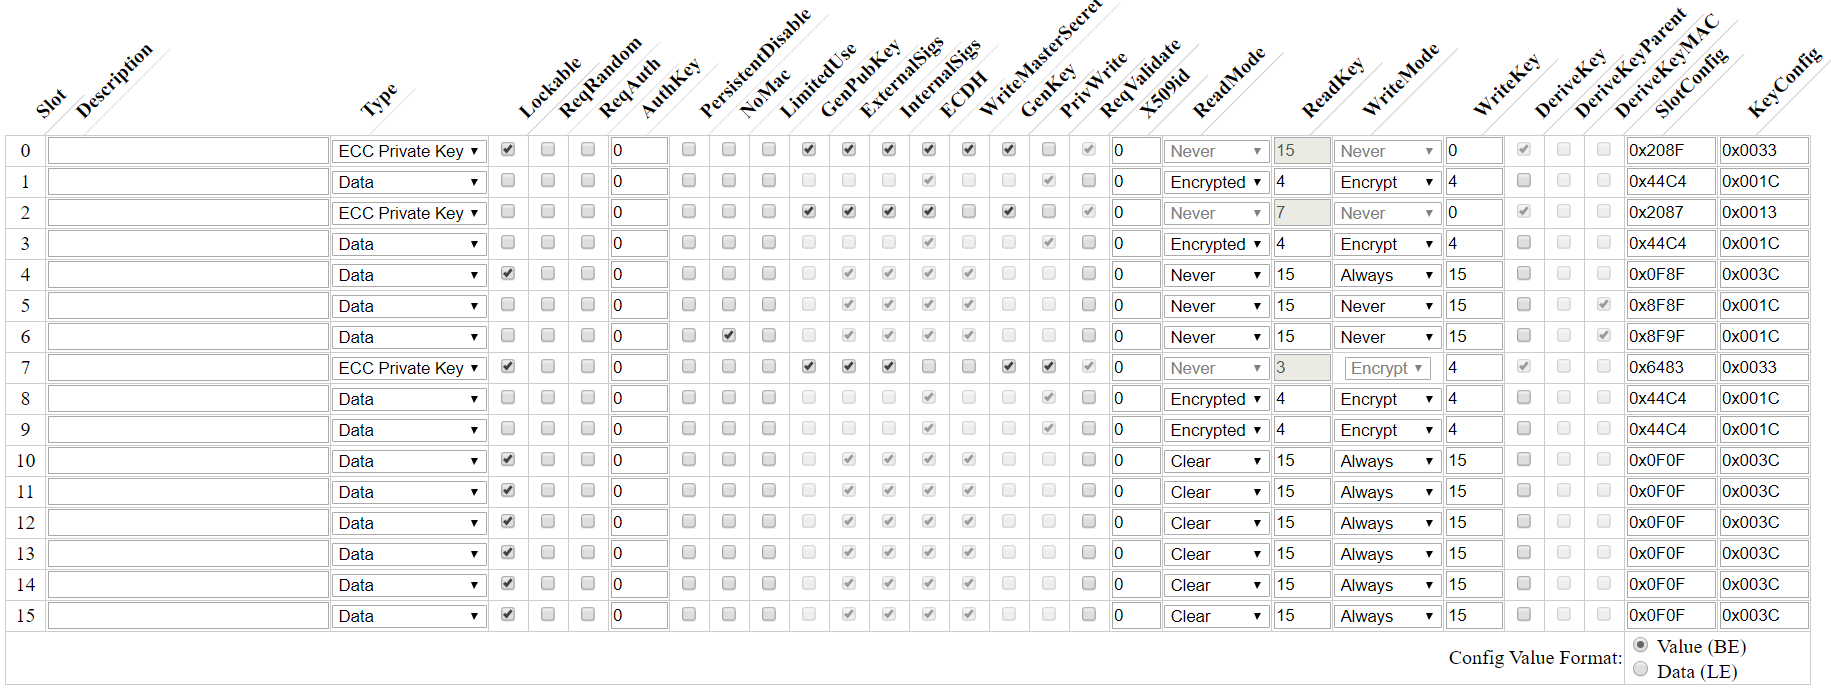 Slot Description Type Lockable ReqRandom ReqAuth AuthKey PersistentDisable NoMac LimitedUse GenPubKey ExternalSigs InternalSigs ECDH WriteMasterSecret GenKey PrivWrite ReqValidate X509id ReadMode ReadKey WriteMode WriteKey DeriveKey DeriveKeyParent DeriveKeyMAC SlotConfig KeyConfig
0 ECC Private Key 0 0 Never 15 Never 0 0x208F 0x0033
1 Data 0 0 Encrypted 4 Encrypt 4 0x44C4 0x001C
2 ECC Private Key 0 0 Never 7 Never 0 0x2087 0x0013
3 Data 0 0 Encrypted 4 Encrypt 4 0x44C4 0x001C
4 Data 0 0 Never 15 Always 15 0x0F8F 0x003C
5 Data 0 0 Never 15 Never 15 0x8F8F 0x001C
6 Data 0 0 Never 15 Never 15 0x8F9F 0x001C
7 ECC Private Key 0 0 Never 3 Encrypt 4 0x6483 0x0033
8 Data 0 0 Encrypted 4 Encrypt 4 0x44C4 0x001C
9 Data 0 0 Encrypted 4 Encrypt 4 0x44C4 0x001C
10 Data 0 0 Clear 15 Always 15 0x0F0F 0x003C
11 Data 0 0 Clear 15 Always 15 0x0F0F 0x003C
12 Data 0 0 Clear 15 Always 15 0x0F0F 0x003C
13 Data 0 0 Clear 15 Always 15 0x0F0F 0x003C
14 Data 0 0 Clear 15 Always 15 0x0F0F 0x003C
15 Data 0 0 Clear 15 Always 15 0x0F0F 0x003C
Config Value Format: Value (BE)
Data (LE)